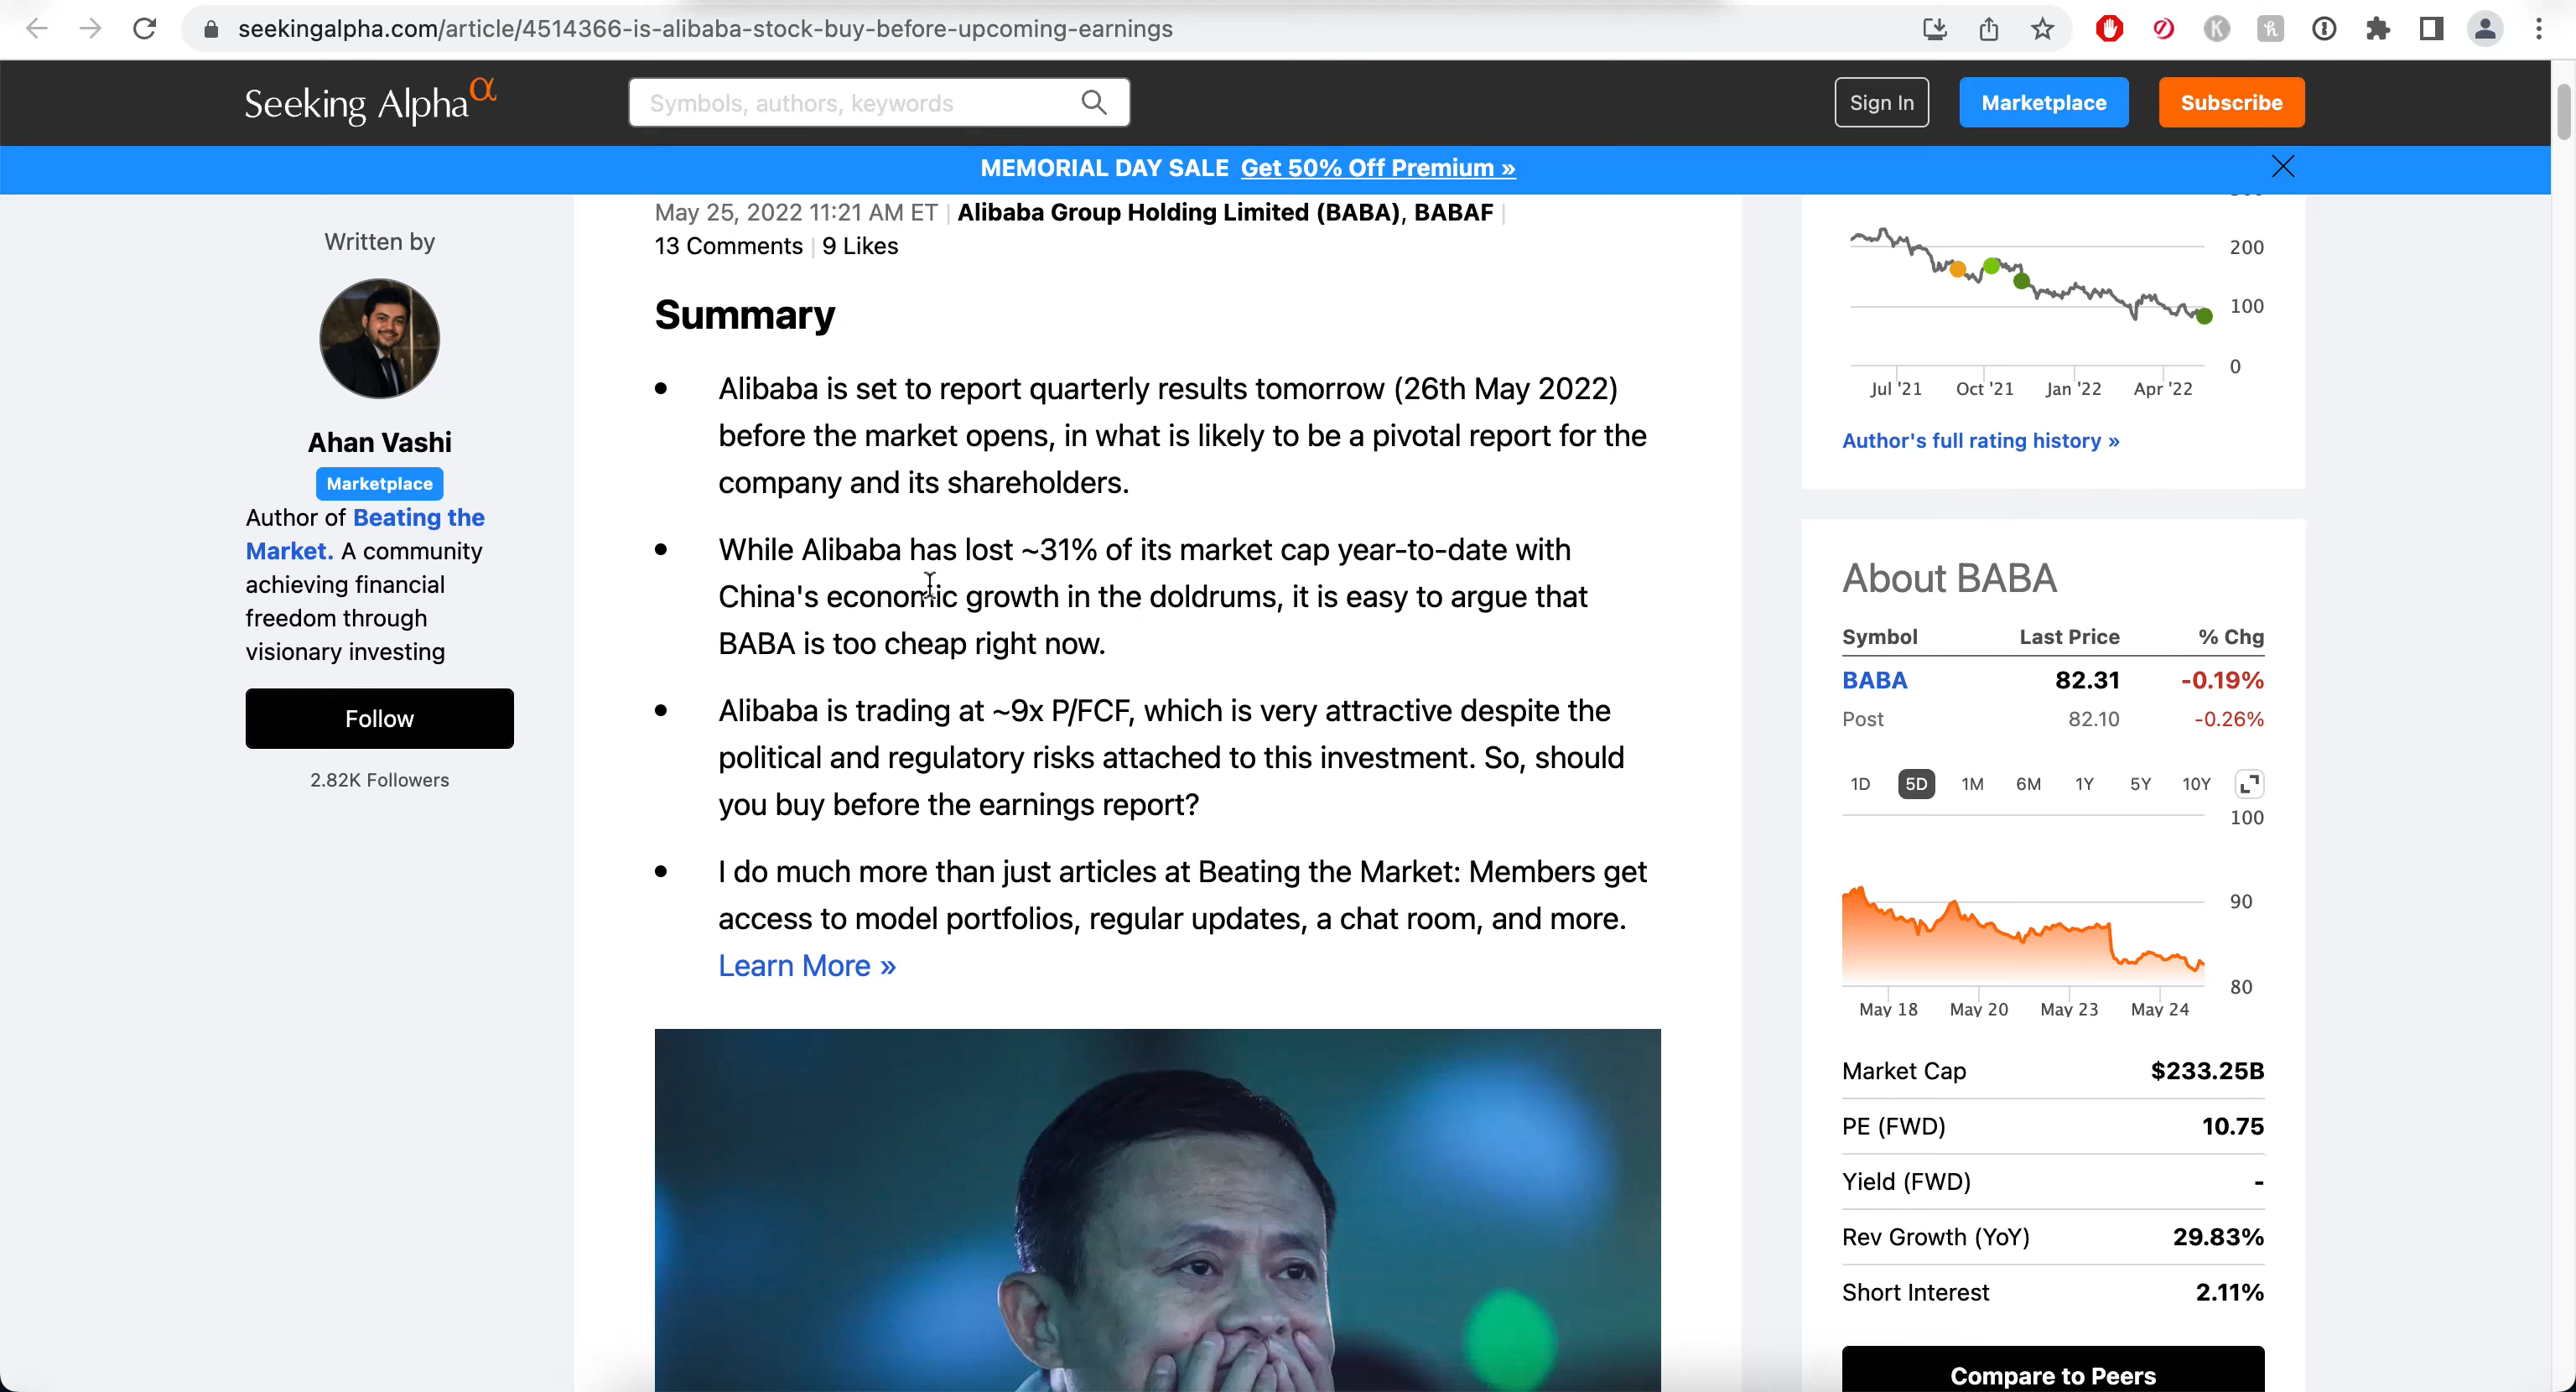 seekingalpha.com/article/4514366-is-alibaba-stock-buy-before-upcoming-earnings
Seeking Alpha α
Symbols, authors, keywords
Sign In
Marketplace
Subscribe
MEMORIAL DAY SALE Get 50% Off Premium »
Written by
Ahan Vashi
Marketplace
Author of Beating the
Market. A community
achieving financial
freedom through
visionary investing
Follow
2.82K Followers
May 25, 2022 11:21 AM ET | Alibaba Group Holding Limited (BABA), BABAF |
13 Comments | 9 Likes
Summary
• Alibaba is set to report quarterly results tomorrow (26th May 2022)
before the market opens, in what is likely to be a pivotal report for the
company and its shareholders.
• While Alibaba has lost ~31% of its market cap year-to-date with
China's economic growth in the doldrums, it is easy to argue that
BABA is too cheap right now.
• Alibaba is trading at ~9x P/FCF, which is very attractive despite the
political and regulatory risks attached to this investment. So, should
you buy before the earnings report?
• I do much more than just articles at Beating the Market: Members get
access to model portfolios, regular updates, a chat room, and more.
Learn More »
200
100
0
Jul '21 Oct '21 Jan '22 Apr '22
Author's full rating history »
About BABA
Symbol Last Price % Chg
BABA 82.31 -0.19%
Post 82.10 -0.26%
1D 5D 1M 6M 1Y 5Y 10Y
100
90
80
May 18 May 20 May 23 May 24
Market Cap $233.25B
PE (FWD) 10.75
Yield (FWD) -
Rev Growth (YoY) 29.83%
Short Interest 2.11%
Compare to Peers